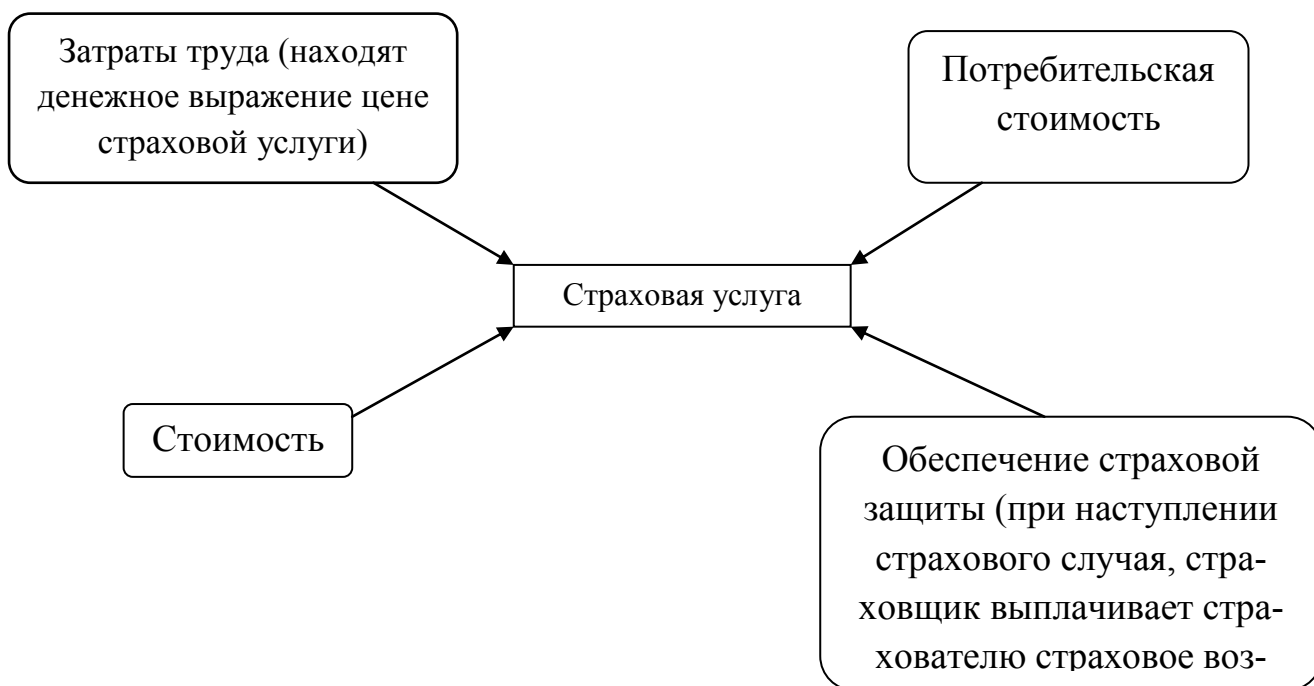 Затраты труда (находят
денежное выражение цене
страховой услуги)
Потребительская
стоимость
Страховая услуга
Стоимость
Обеспечение страховой
защиты (при наступлении
страхового случая, стра-
ховщик выплачивает стра-
хователю страховое воз-